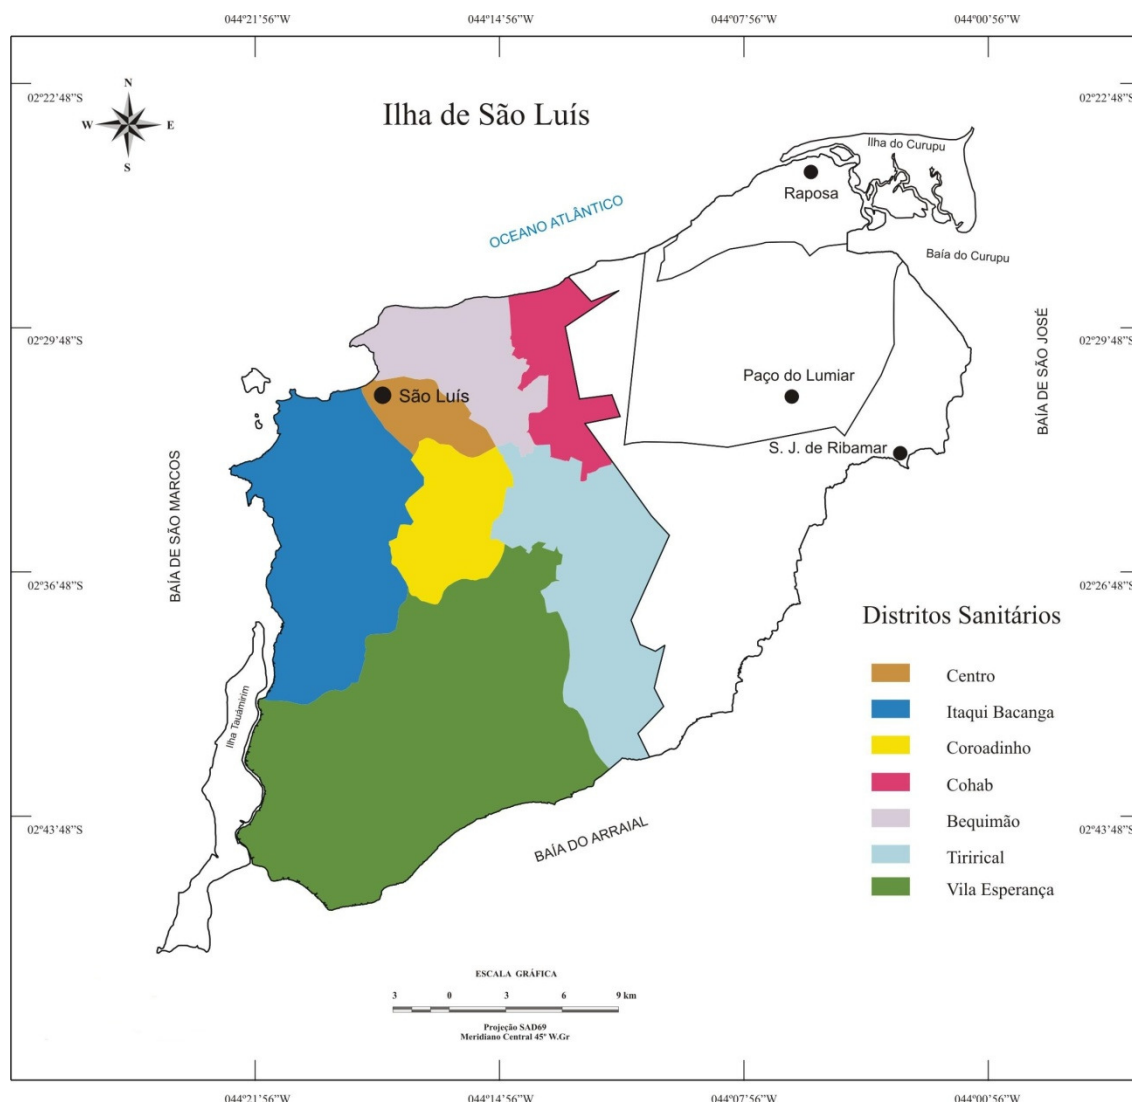 044º21'56”W 044º14'56”W 044º07'56”W 044º00'56”W
02º22'48”S 02º22'48”S
N
W E
S
Ilha de São Luís
Ilha do Curupu
Raposa
OCEANO ATLÂNTICO
Baía do Curupu
02º29'48”S 02º29'48”S
BAÍA DE SÃO JOSÉ
Paço do Lumiar
São Luís
S. J. de Ribamar
BAÍA DE SÃO MARCOS
02º36'48”S 02º26'48”S
Distritos Sanitários
Centro
Ilha Tauámirim
Itaqui Bacanga
Coroadinho
Cohab
Bequimão
02º43'48”S 02º43'48”S
BAÍA DO ARRAIAL
Tirirical
Vila Esperança
ESCALA GRÁFICA
3 0 3 6 9 km
Projeção SAD69
Meridiano Central 45º W.Gr
044º21'56”W 044º14'56”W 044º07'56”W 044º00'56”W